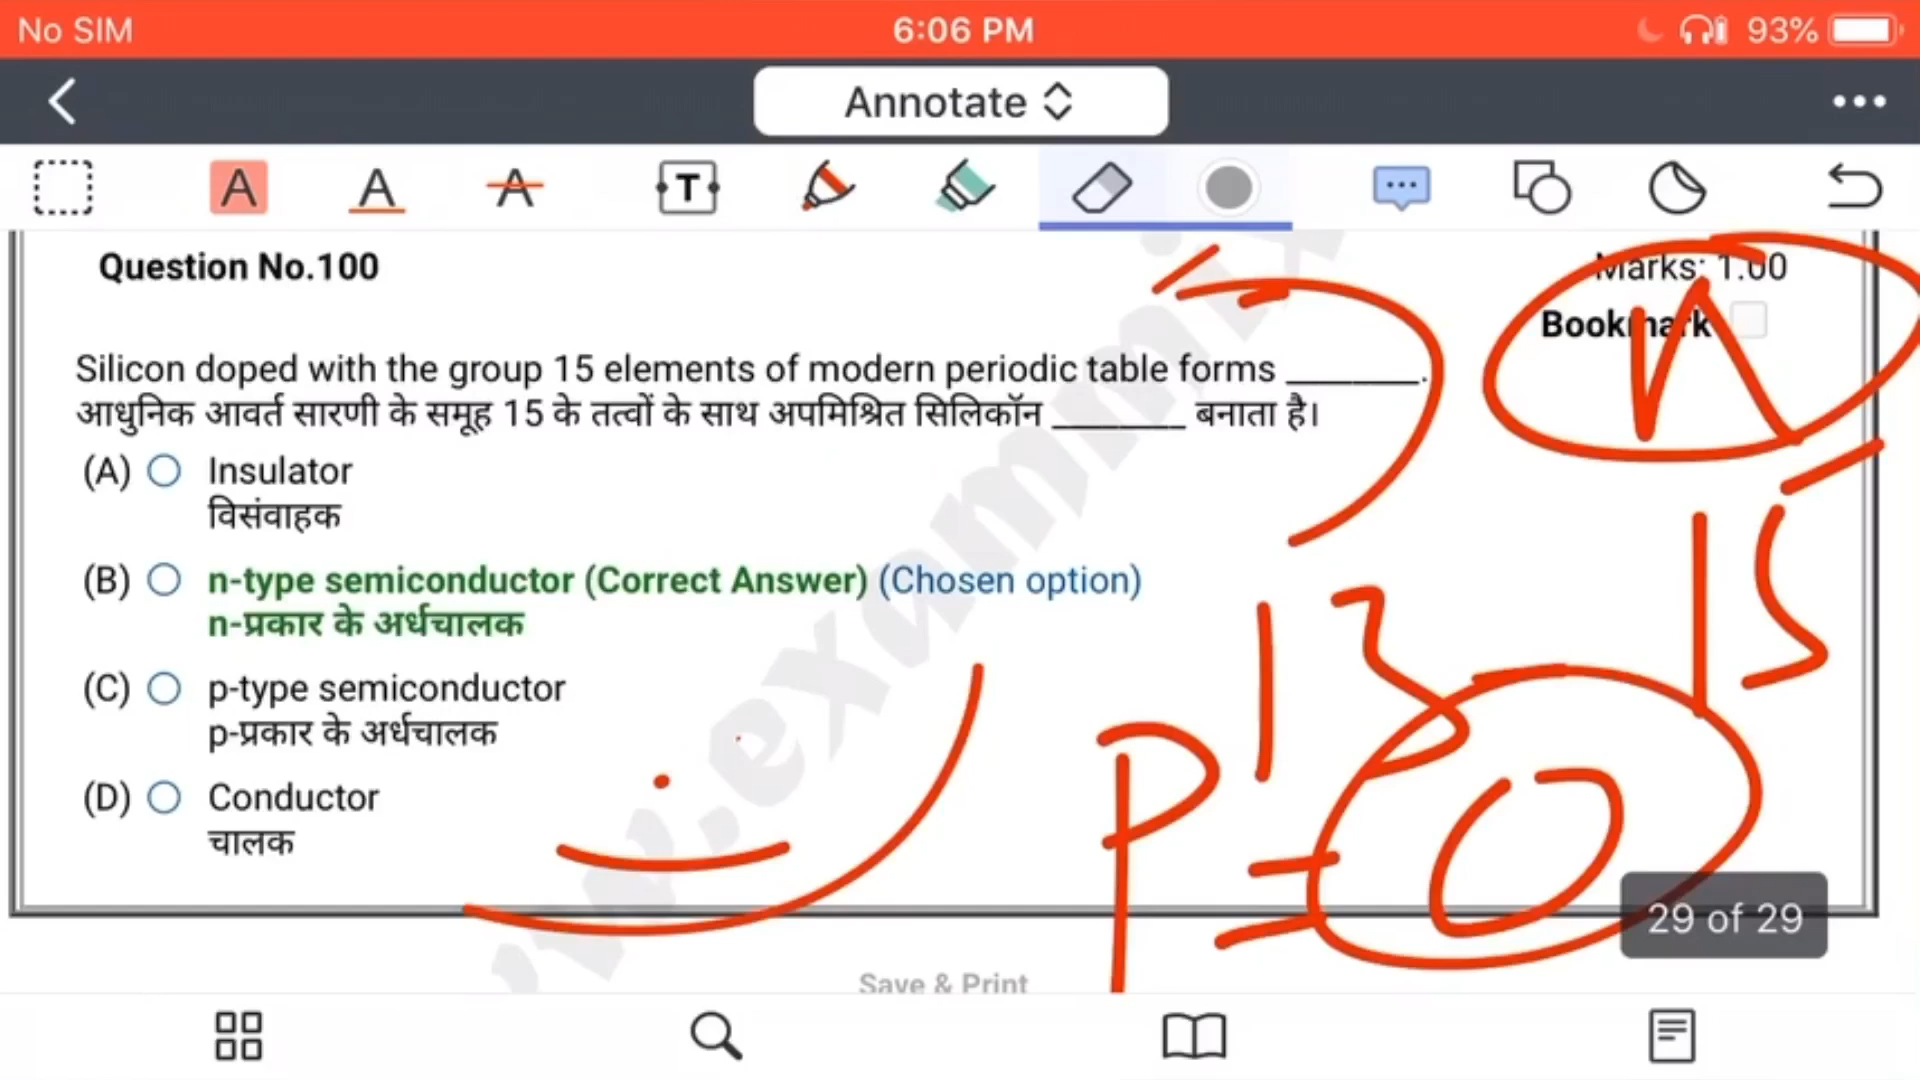 No SIM 6:06 PM 93%
Annotate
A A A T
Question No.100 Marks: 1.00
Bookmark
N
Silicon doped with the group 15 elements of modern periodic table forms ________.
आधुनिक आवर्त सारणी के समूह 15 के तत्वों के साथ अपमिश्रित सिलिकॉन ________ बनाता है।
(A) Insulator
विसंवाहक
(B) n-type semiconductor (Correct Answer) (Chosen option)
n-प्रकार के अर्धचालक
13 15
(C) p-type semiconductor
p-प्रकार के अर्धचालक
P
(D) Conductor
चालक
29 of 29
Save & Print